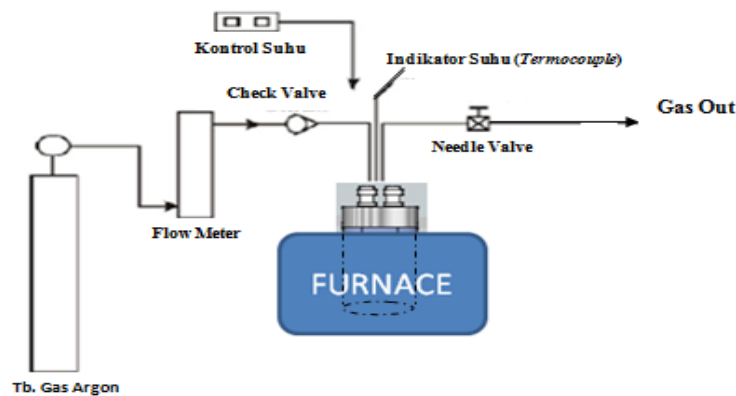 Kontrol Suhu
Indikator Suhu (Termocouple)
Check Valve
Gas Out
Needle Valve
Flow Meter
FURNACE
Tb. Gas Argon